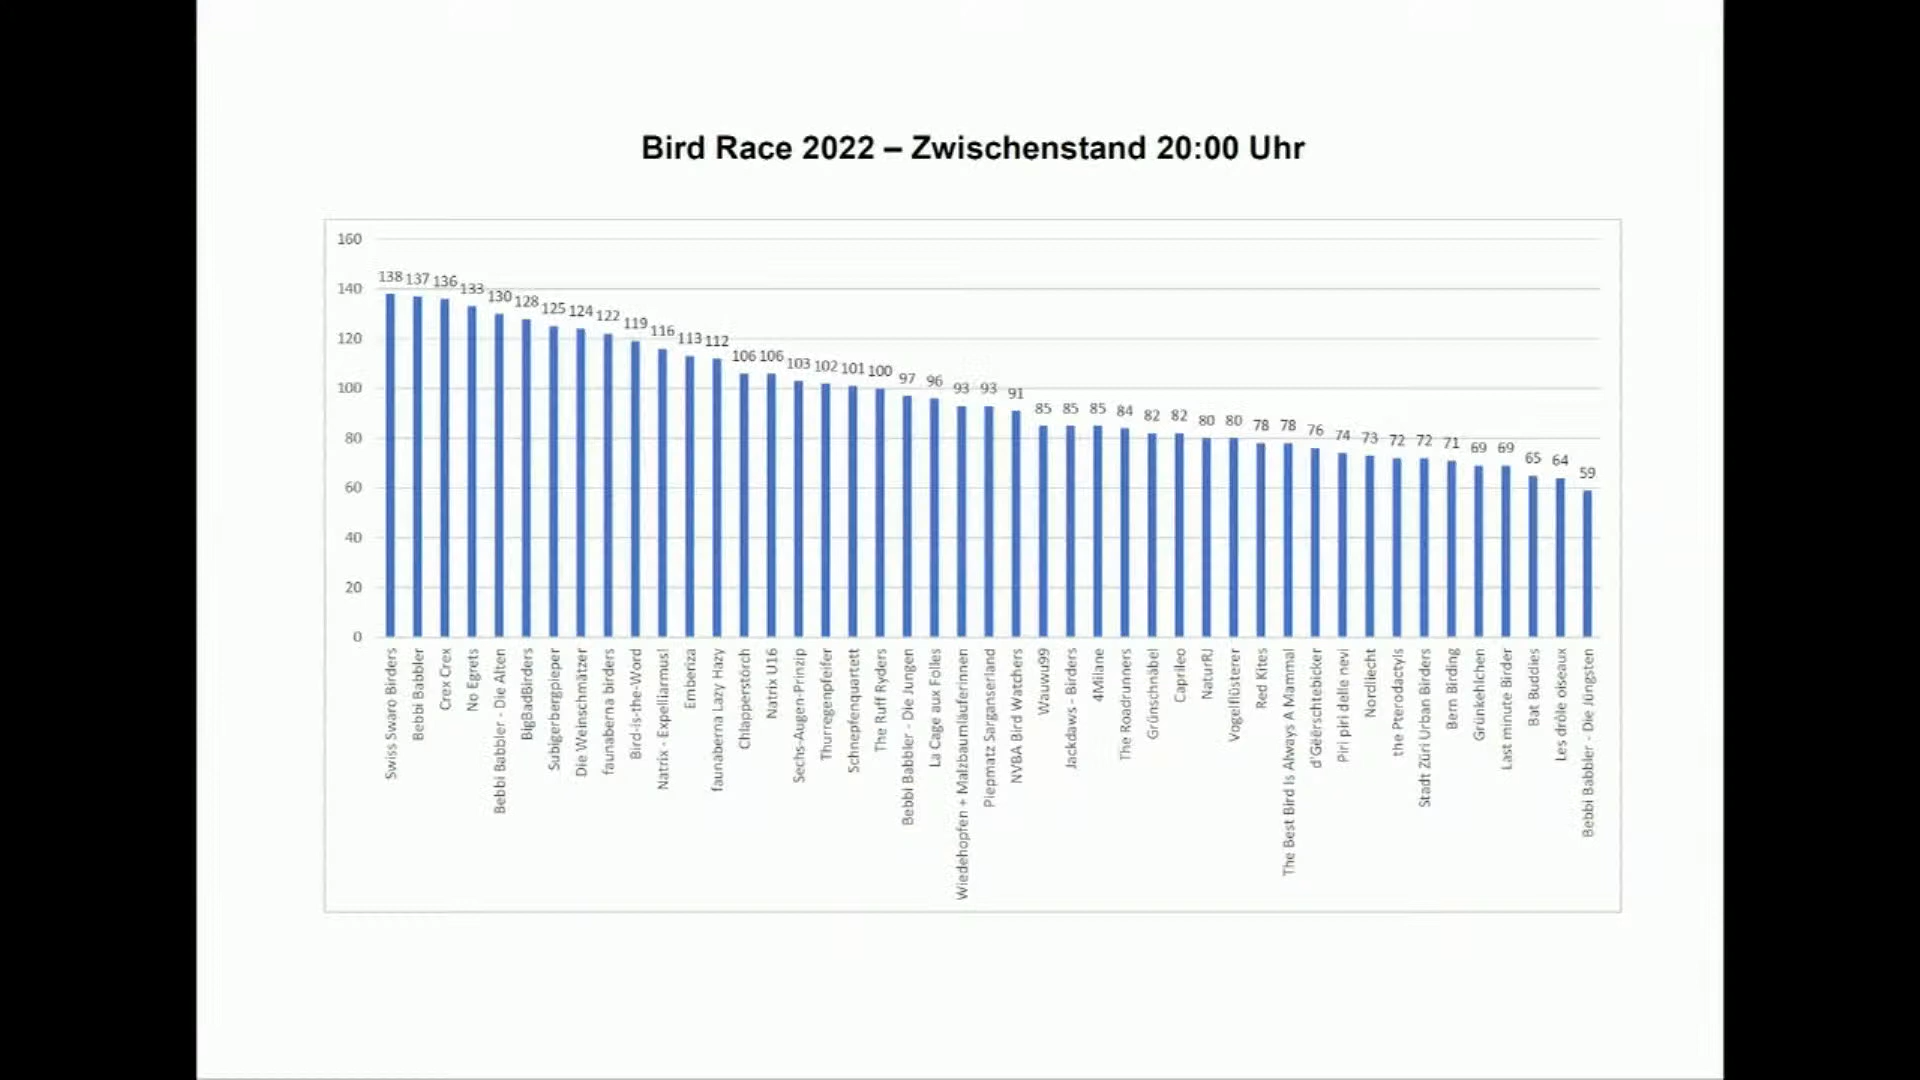 Bird Race 2022 – Zwischenstand 20:00 Uhr
160
140
120
100
80
60
40
20
0
138 137 136 133 130 128 125 124 122 119 116 113 112 106 106 103 102 101 100 97 96 93 93 91 85 85 85 84 82 82 80 80 78 78 76 74 73 72 72 71 69 69 65 64 59
Swiss Swaro Birders
Bebbi Babbler
Crex Crex
No Egrets
Bebbi Babbler - Die Alten
BigBadBirders
Subigerbergpieper
Die Weinschmätzer
faunaberna birders
Bird-is-the-Word
Natrix - Expelliarmus!
Emberiza
faunaberna Lazy Hazy
Chlapperstörch
Natrix U16
Sechs-Augen-Prinzip
Thurregenpfeifer
Schnepfenquartett
The Ruff Ryders
Bebbi Babbler - Die Jungen
La Cage aux Folles
Wiedehopfen + Malzbaumläuferinnen
Piepmatz Sarganserland
NVBA Bird Watchers
Wauwu99
Jackdaws - Birders
4Milane
The Roadrunners
Grünschnäbel
Caprileo
NaturRJ
Vogelflüsterer
Red Kites
The Best Bird Is Always A Mammal
d'Gëërschtebicker
Piri piri delle nevi
Nordliecht
the Pterodactyls
Stadt Züri Urban Birders
Bern Birding
Grünkehlchen
Last minute Birder
Bat Buddies
Les drôle oiseaux
Bebbi Babbler - Die Jüngsten